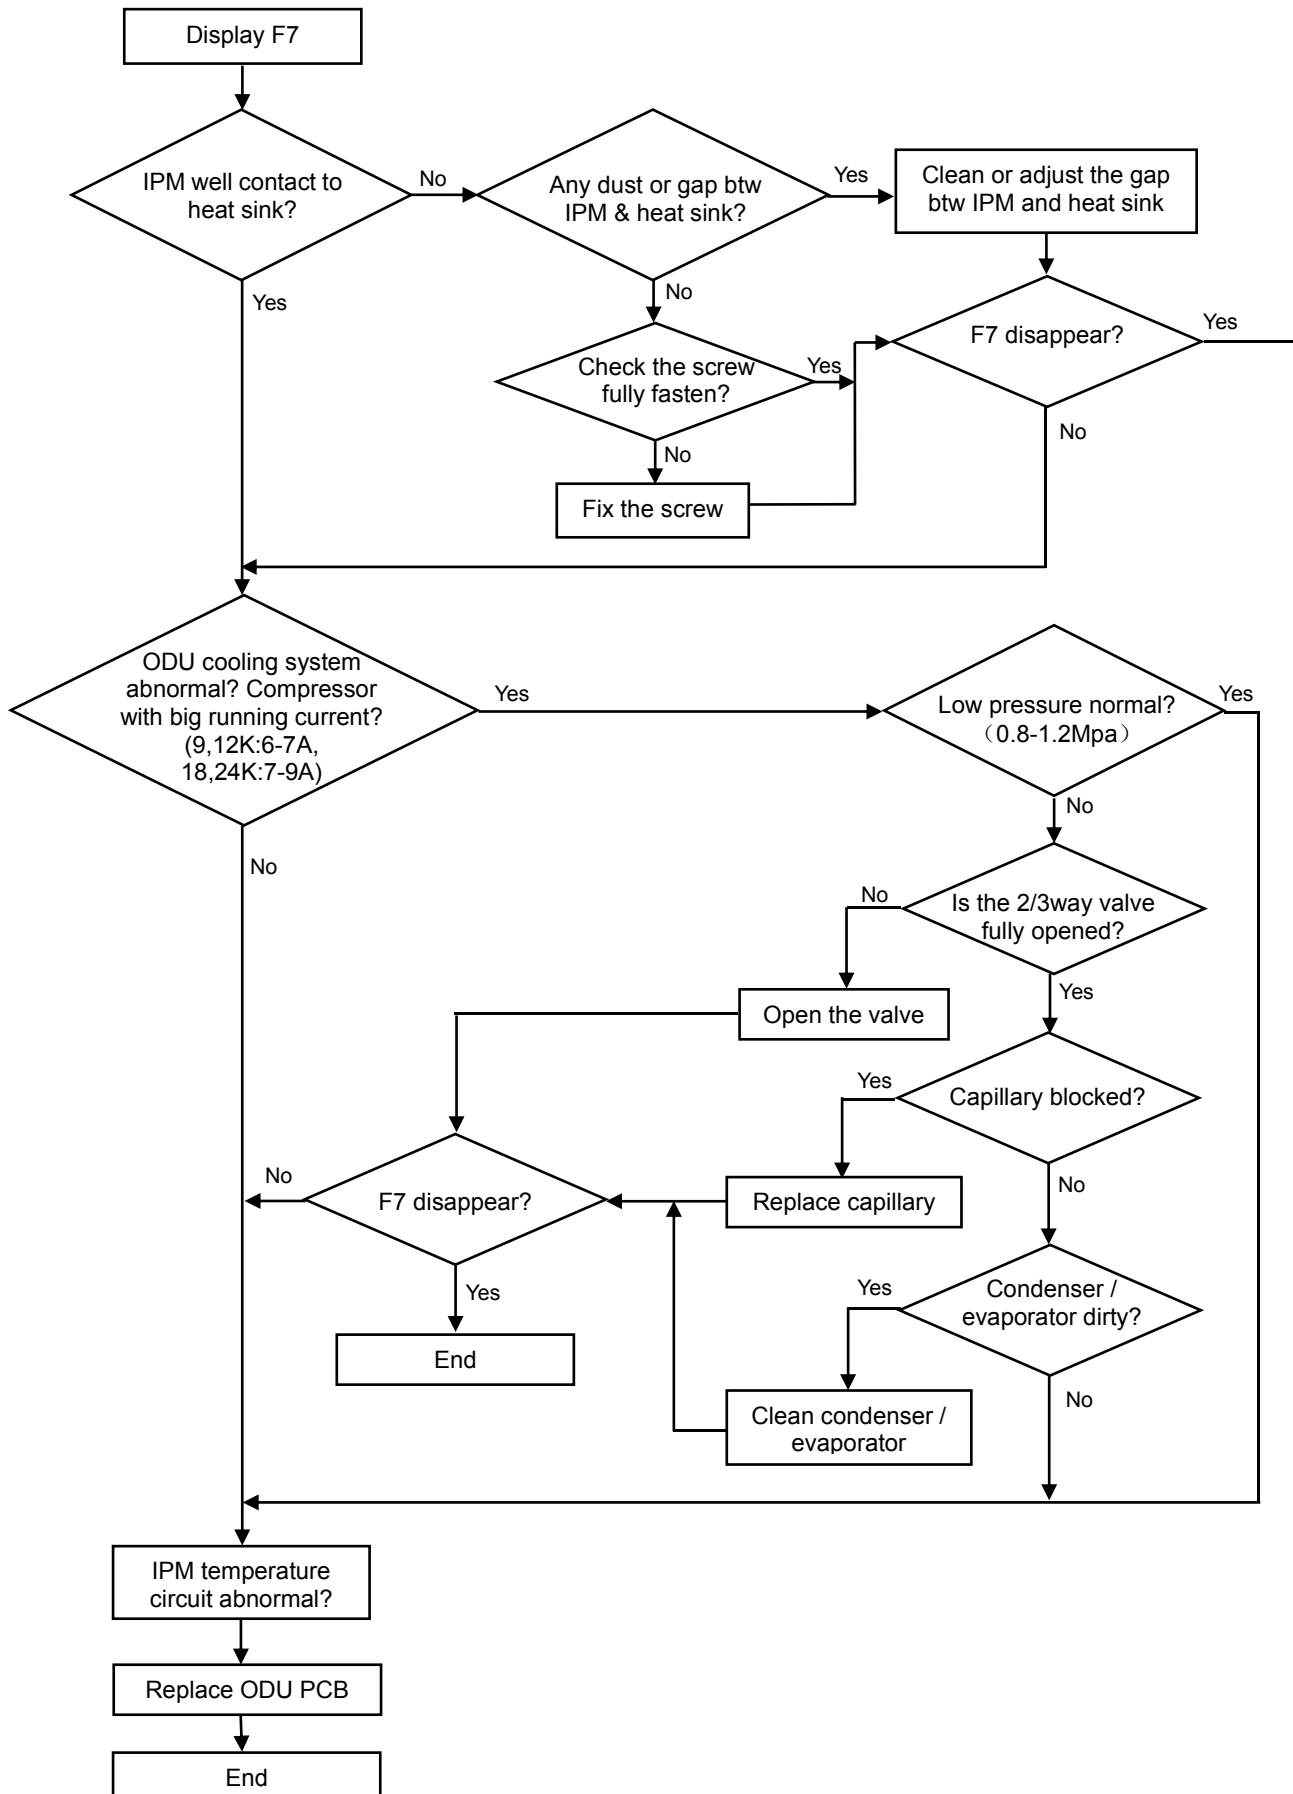 Display F7
IPM well contact to
heat sink?
No
Any dust or gap btw
IPM & heat sink?
Yes
Clean or adjust the gap
btw IPM and heat sink
Yes
No
Check the screw
fully fasten?
Yes
F7 disappear?
Yes
No
No
Fix the screw
ODU cooling system
abnormal? Compressor
with big running current?
(9,12K:6-7A,
18,24K:7-9A)
Yes
Low pressure normal?
（0.8-1.2Mpa）
Yes
No
No
Is the 2/3way valve
fully opened?
No
Yes
Open the valve
Capillary blocked?
Yes
No
Replace capillary
F7 disappear?
No
Yes
End
Condenser /
evaporator dirty?
Yes
No
Clean condenser /
evaporator
IPM temperature
circuit abnormal?
Replace ODU PCB
End